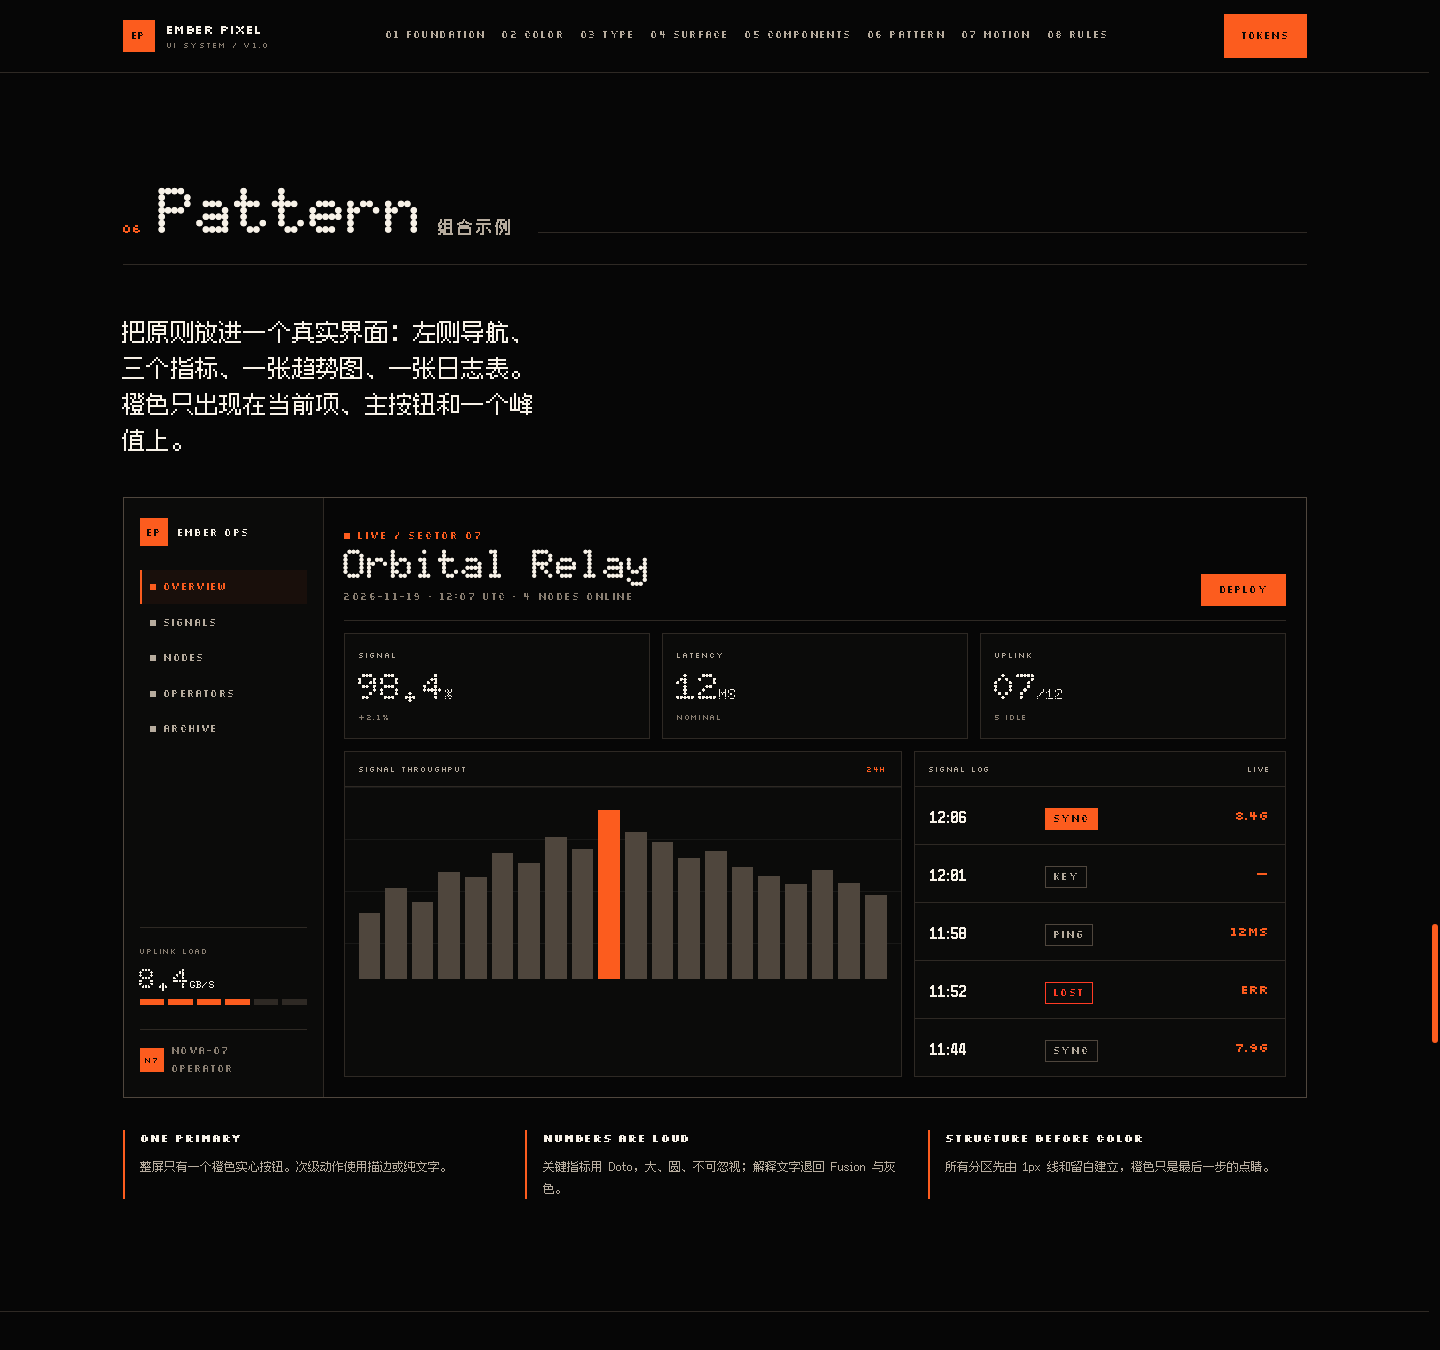 EP
EMBER PIXEL
UI SYSTEM / V1.0
01 FOUNDATION
02 COLOR
03 TYPE
04 SURFACE
05 COMPONENTS
06 PATTERN
07 MOTION
08 RULES
TOKENS
06 Pattern 组合示例
把原则放进一个真实界面：左侧导航、
三个指标、一张趋势图、一张日志表。
橙色只出现在当前项、主按钮和一个峰
值上。
EP EMBER OPS
OVERVIEW
SIGNALS
NODES
OPERATORS
ARCHIVE
UPLINK LOAD
8.4GB/S
N7
NOVA-07
OPERATOR
LIVE / SECTOR 07
Orbital Relay
2026-11-19 · 12:07 UTC · 4 NODES ONLINE
DEPLOY
SIGNAL
98.4%
+2.1%
LATENCY
12MS
NOMINAL
UPLINK
07/12
5 IDLE
SIGNAL THROUGHPUT 24H
SIGNAL LOG LIVE
12:06 SYNC 8.4G
12:01 KEY —
11:58 PING 12MS
11:52 LOST ERR
11:44 SYNC 7.9G
ONE PRIMARY
整屏只有一个橙色实心按钮。次级动作使用描边或纯文字。
NUMBERS ARE LOUD
关键指标用 Doto，大、圆、不可忽视；解释文字退回 Fusion 与灰
色。
STRUCTURE BEFORE COLOR
所有分区先由 1px 线和留白建立，橙色只是最后一步的点睛。